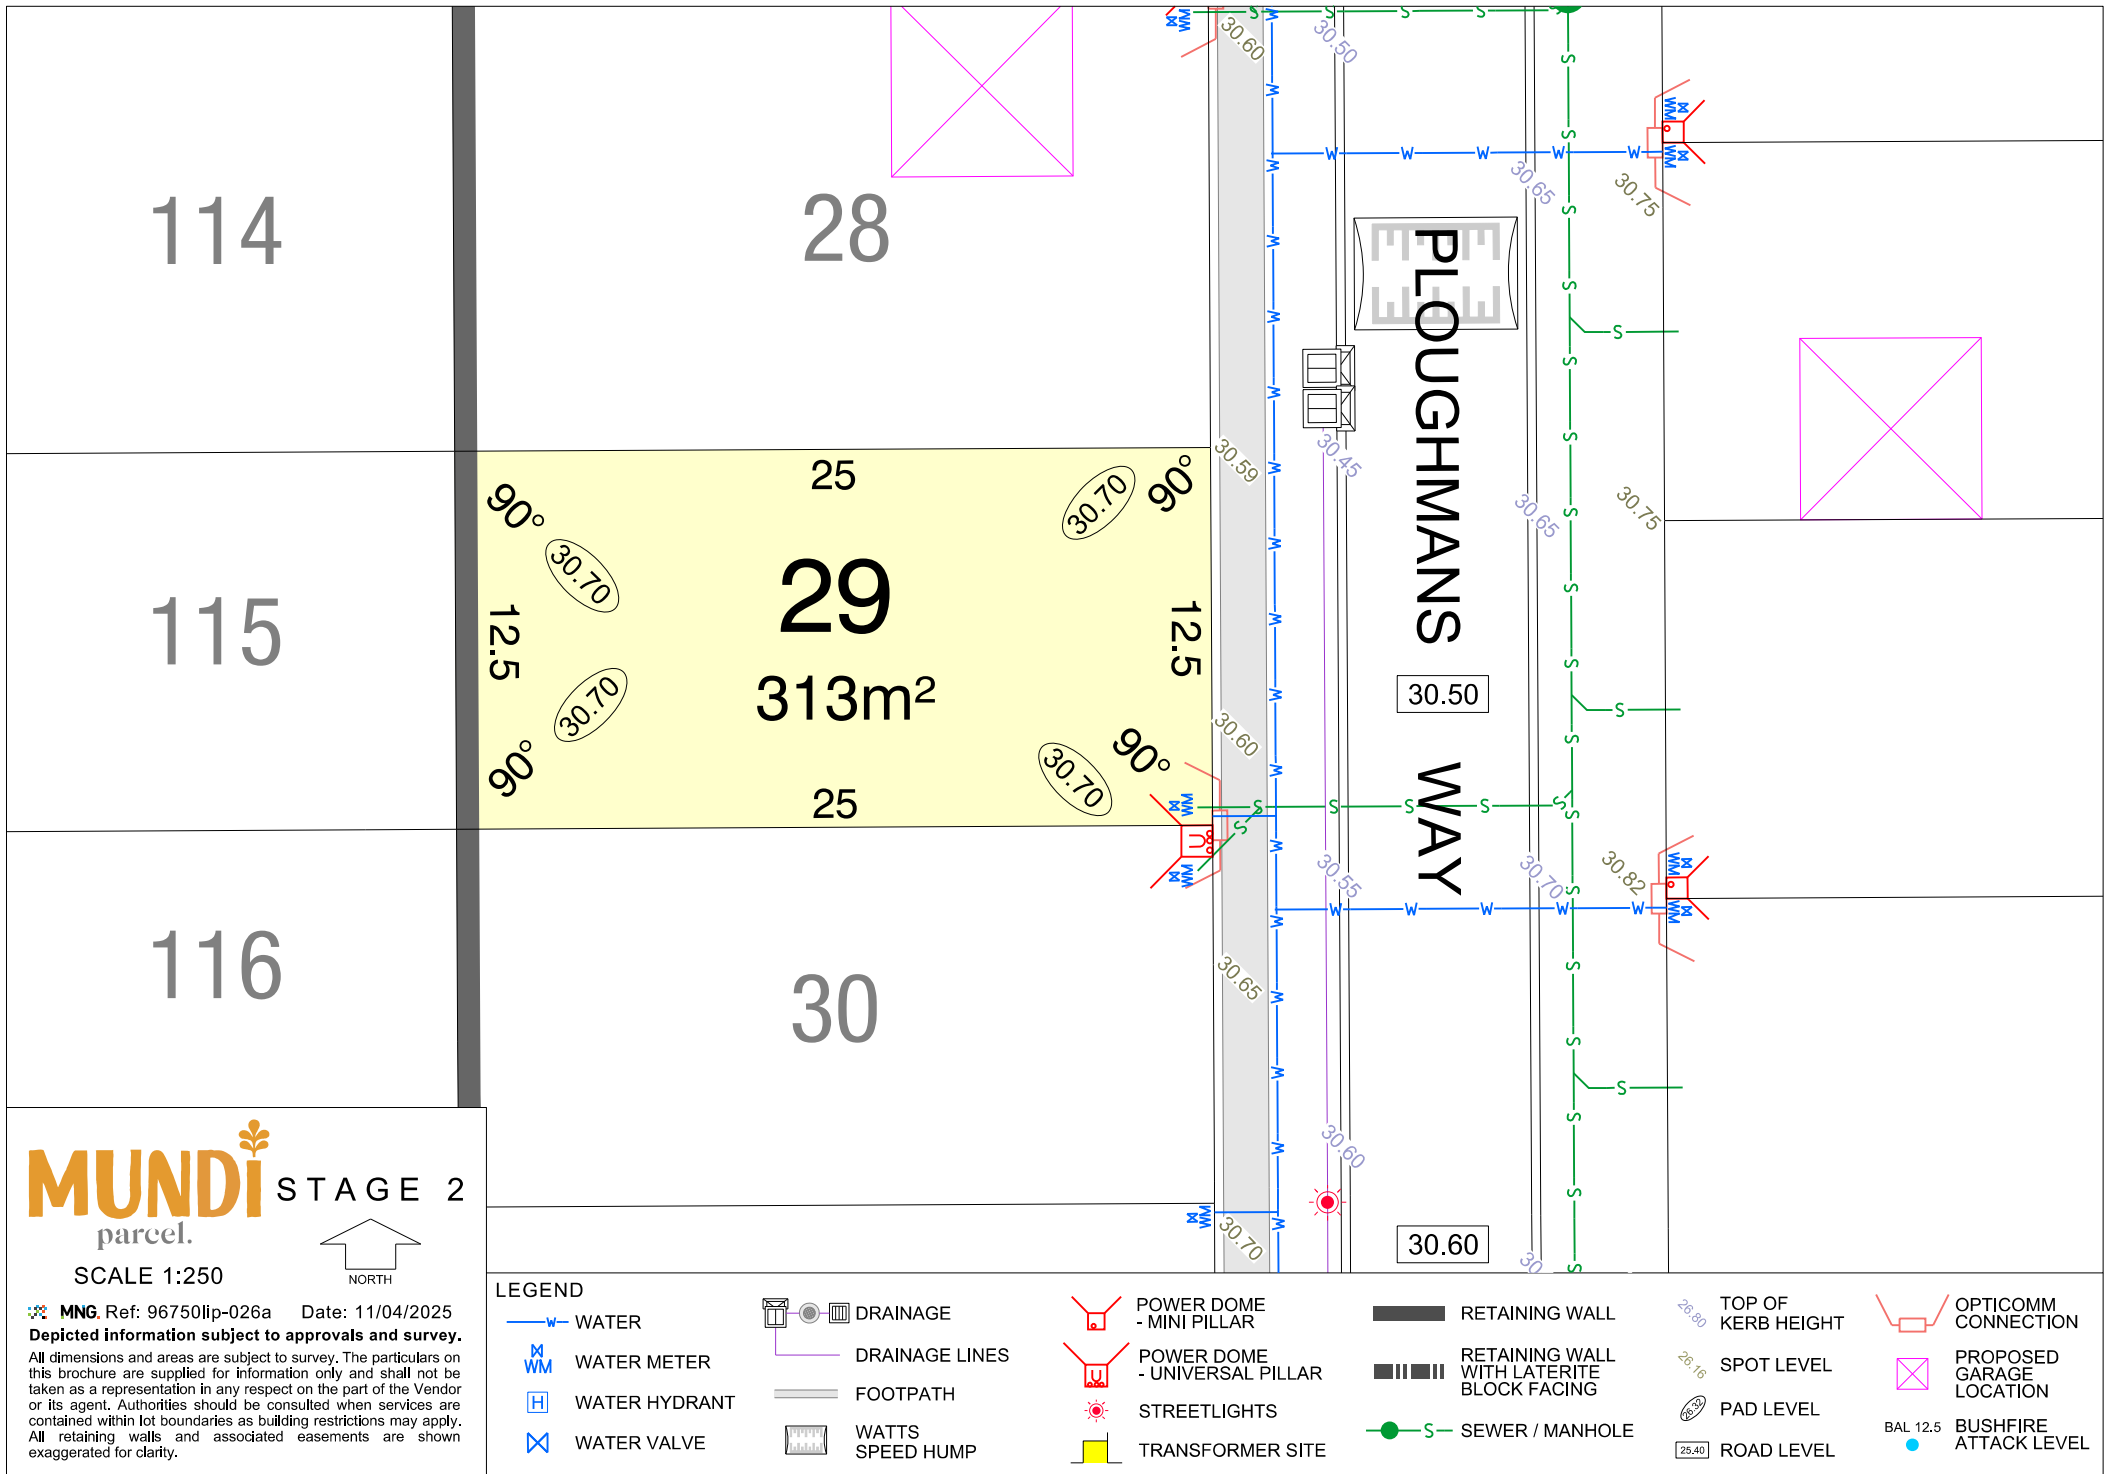 114
28
115
116
30
25
90°
90°
30.70
30.70
29
12.5
12.5
313m²
30.70
30.70
90°
90°
25
PLOUGHMANS WAY
30.50
30.60
30.60
30.50
30.65
30.75
30.59
30.45
30.65
30.75
30.60
30.55
30.70
30.82
30.65
30.60
30.70
30
MUNDi STAGE 2
parcel.
NORTH
SCALE 1:250
MNG. Ref: 96750lip-026a Date: 11/04/2025
Depicted information subject to approvals and survey.
All dimensions and areas are subject to survey. The particulars on
this brochure are supplied for information only and shall not be
taken as a representation in any respect on the part of the Vendor
or its agent. Authorities should be consulted when services are
contained within lot boundaries as building restrictions may apply.
All retaining walls and associated easements are shown
exaggerated for clarity.
LEGEND
W WATER
WM WATER METER
H WATER HYDRANT
WATER VALVE
DRAINAGE
DRAINAGE LINES
FOOTPATH
WATTS
SPEED HUMP
POWER DOME
- MINI PILLAR
POWER DOME
- UNIVERSAL PILLAR
STREETLIGHTS
TRANSFORMER SITE
RETAINING WALL
RETAINING WALL
WITH LATERITE
BLOCK FACING
S SEWER / MANHOLE
26.80 TOP OF
KERB HEIGHT
26.16 SPOT LEVEL
26.32 PAD LEVEL
25.40 ROAD LEVEL
OPTICOMM
CONNECTION
PROPOSED
GARAGE
LOCATION
BAL 12.5 BUSHFIRE
ATTACK LEVEL